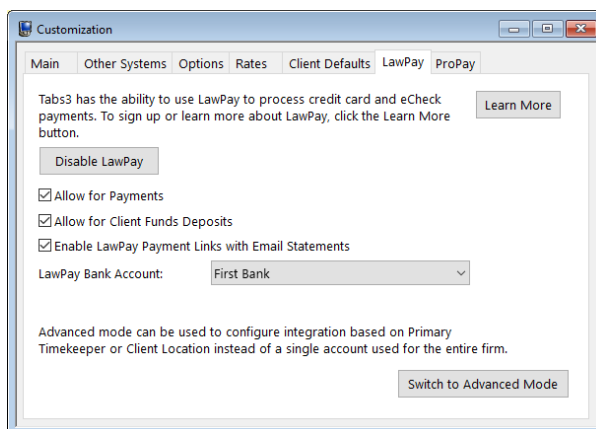 Customization
Main Other Systems Options Rates Client Defaults LawPay ProPay
Tabs3 has the ability to use LawPay to process credit card and eCheck
payments. To sign up or learn more about LawPay, click the Learn More
button.
Learn More
Disable LawPay
Allow for Payments
Allow for Client Funds Deposits
Enable LawPay Payment Links with Email Statements
LawPay Bank Account: First Bank
Advanced mode can be used to configure integration based on Primary
Timekeeper or Client Location instead of a single account used for the entire firm.
Switch to Advanced Mode